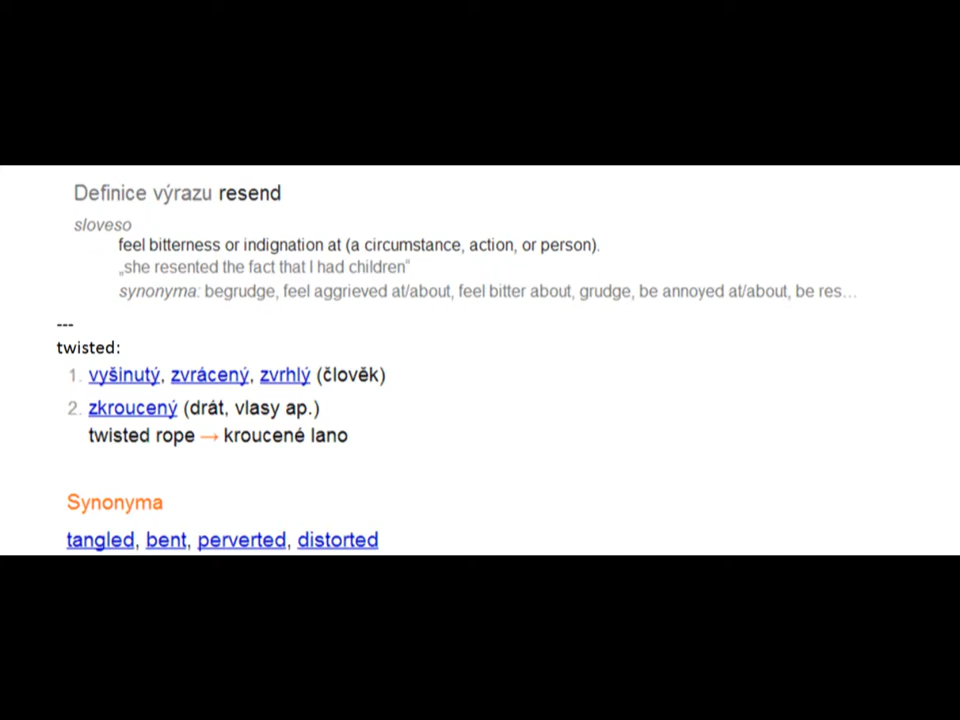 Definice výrazu resend
sloveso
feel bitterness or indignation at (a circumstance, action, or person).
„she resented the fact that I had children“
synonyma: begrudge, feel aggrieved at/about, feel bitter about, grudge, be annoyed at/about, be res…
---
twisted:
1. vyšinutý, zvrácený, zvrhlý (člověk)
2. zkroucený (drát, vlasy ap.)
twisted rope → kroucené lano
Synonyma
tangled, bent, perverted, distorted